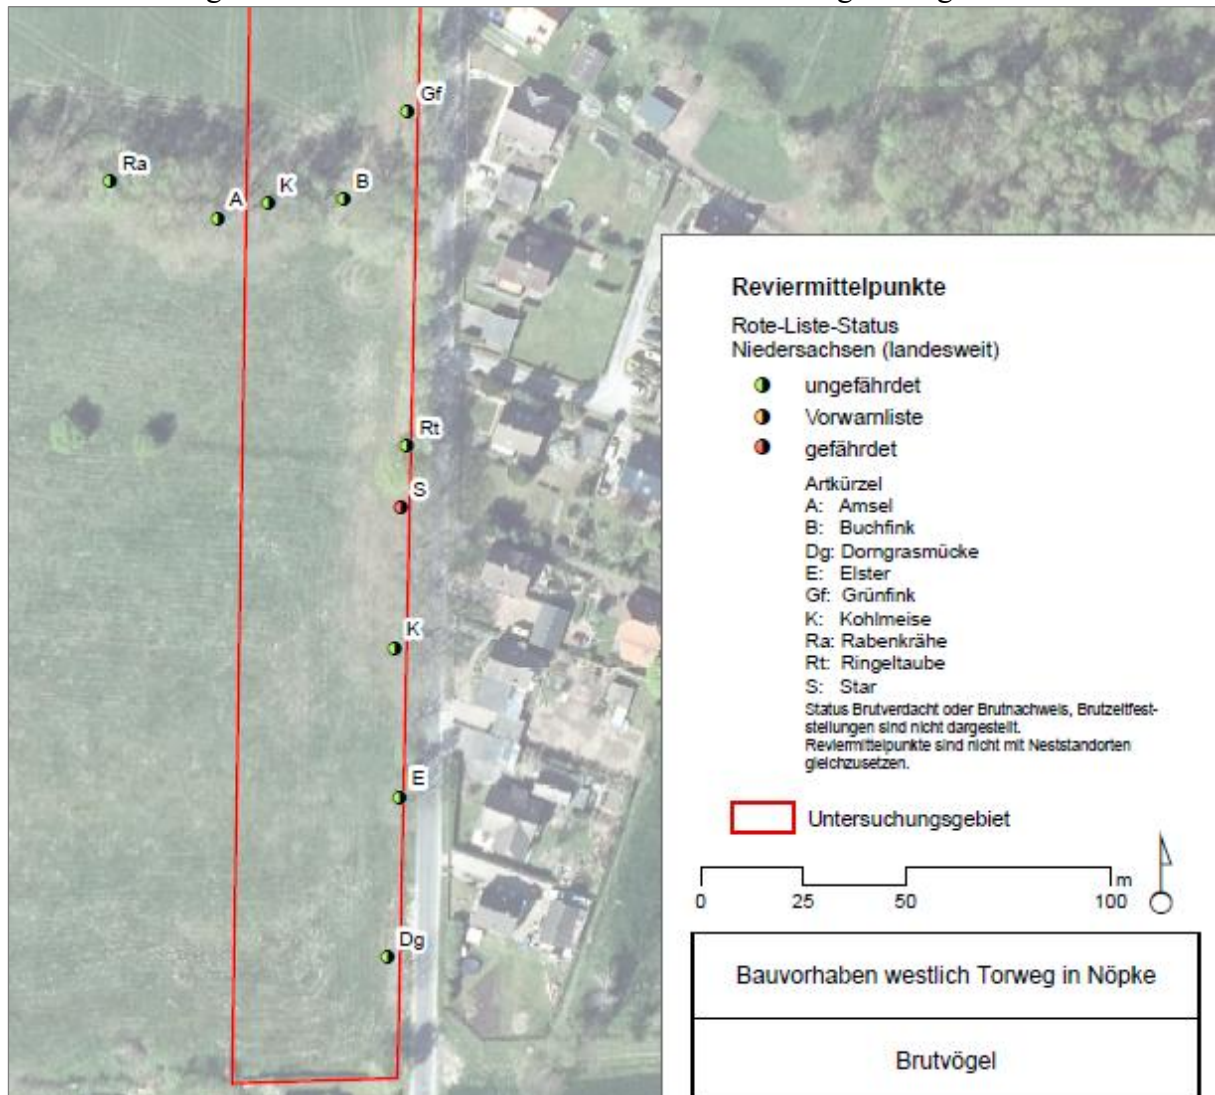 Gf
Ra
A
K
B
Rt
S
K
E
Dg
Reviermittelpunkte
Rote-Liste-Status
Niedersachsen (landesweit)
ungefährdet
Vorwarnliste
gefährdet
Artkürzel
A: Amsel
B: Buchfink
Dg: Dorngrasmücke
E: Elster
Gf: Grünfink
K: Kohlmeise
Ra: Rabenkrähe
Rt: Ringeltaube
S: Star
Status Brutverdacht oder Brutnachweis, Brutzeitfest-
stellungen sind nicht dargestellt.
Reviermittelpunkte sind nicht mit Neststandorten
gleichzusetzen.
Untersuchungsgebiet
m
0 25 50 100
Bauvorhaben westlich Torweg in Nöpke
Brutvögel